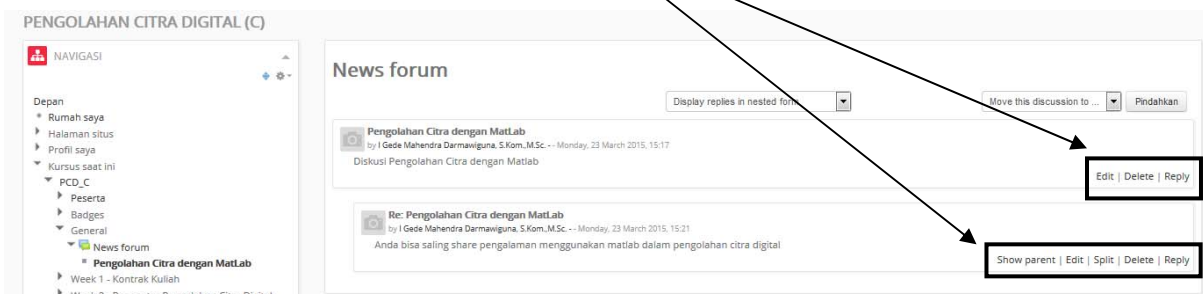 PENGOLAHAN CITRA DIGITAL (C)
NAVIGASI
Depan
Rumah saya
Halaman situs
Profil saya
Kursus saat ini
PCD_C
Peserta
Badges
General
News forum
Pengolahan Citra dengan MatLab
Week 1 - Kontrak Kuliah
News forum
Display replies in nested form
Move this discussion to ...
Pindahkan
Pengolahan Citra dengan MatLab
by I Gede Mahendra Darmawiguna, S.Kom.,M.Sc. - - Monday, 23 March 2015, 15:17
Diskusi Pengolahan Citra dengan Matlab
Edit | Delete | Reply
Re: Pengolahan Citra dengan MatLab
by I Gede Mahendra Darmawiguna, S.Kom.,M.Sc. - - Monday, 23 March 2015, 15:21
Anda bisa saling share pengalaman menggunakan matlab dalam pengolahan citra digital
Show parent | Edit | Split | Delete | Reply